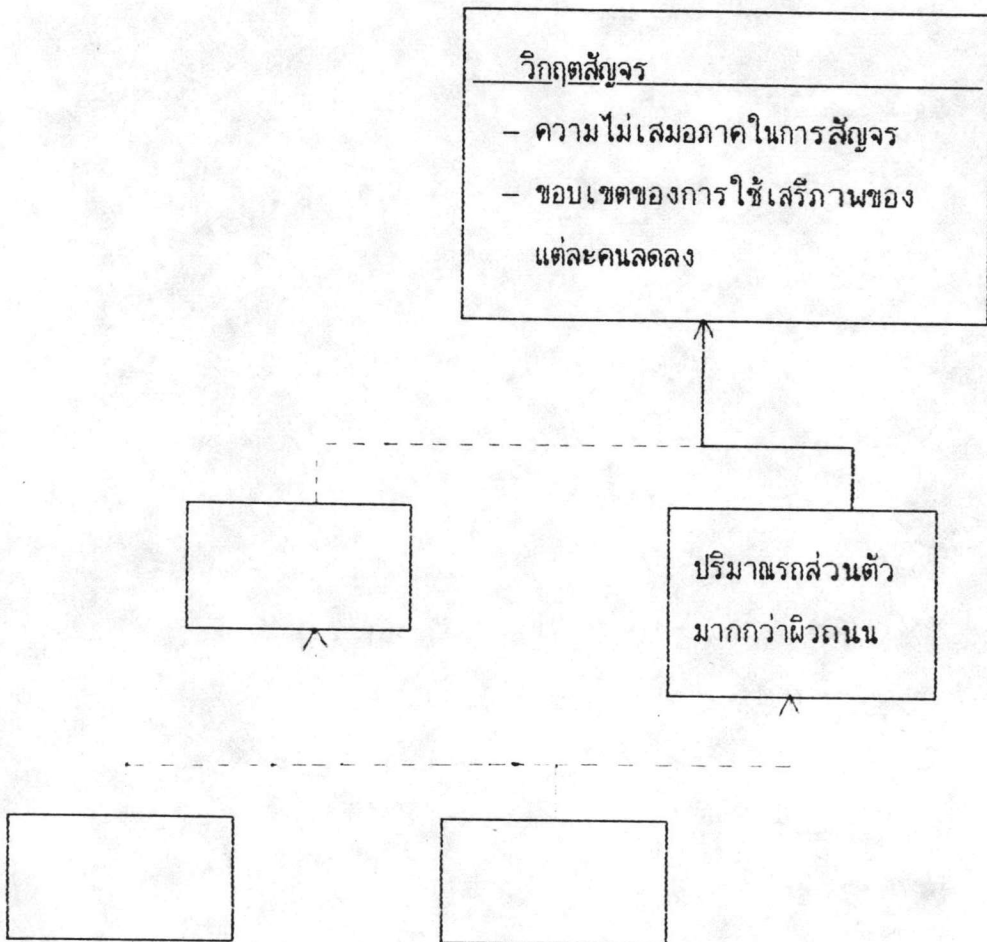 วิกฤตสัญจร
– ความไม่เสมอภาคในการสัญจร
– ขอบเขตของการใช้เสรีภาพของ
แต่ละคนลดลง
ปริมาณรถส่วนตัว
มากกว่าผิวถนน